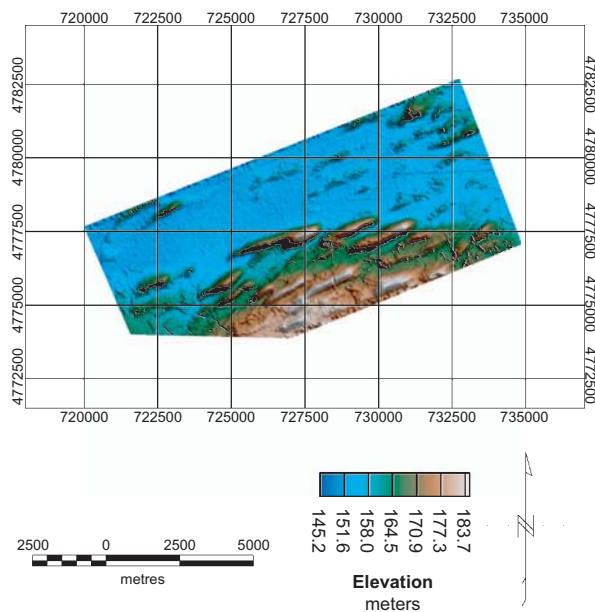 720000 722500 725000 727500 730000 732500 735000
4782500 4782500
4780000 4780000
4777500 4777500
4775000 4775000
4772500 4772500
720000 722500 725000 727500 730000 732500 735000
145.2 151.6 158.0 164.5 170.9 177.3 183.7
2500 0 2500 5000
metres
Elevation
meters
N